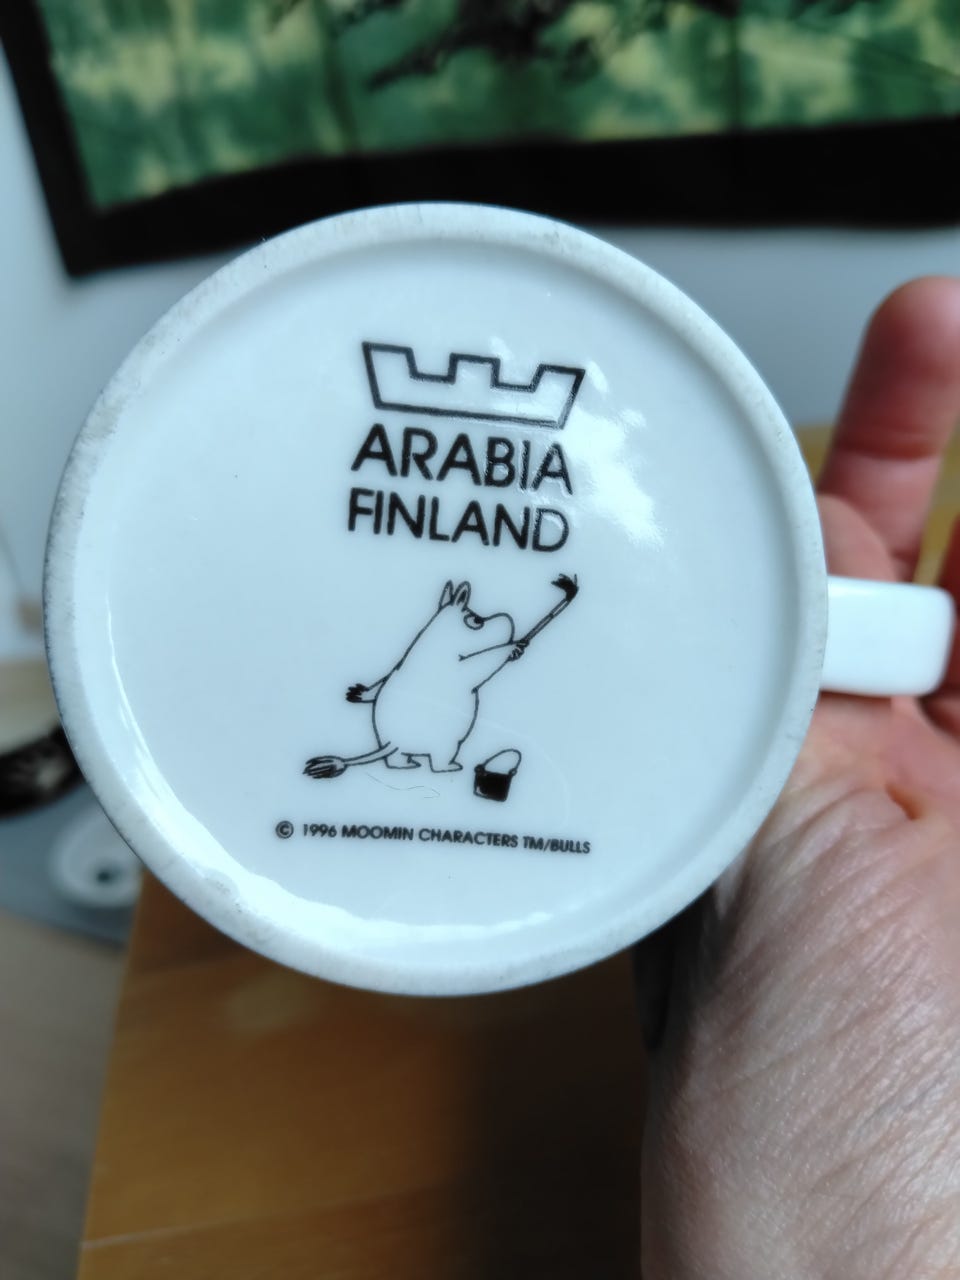 ARABIA
FINLAND
© 1996 MOOMIN CHARACTERS TM/BULLS